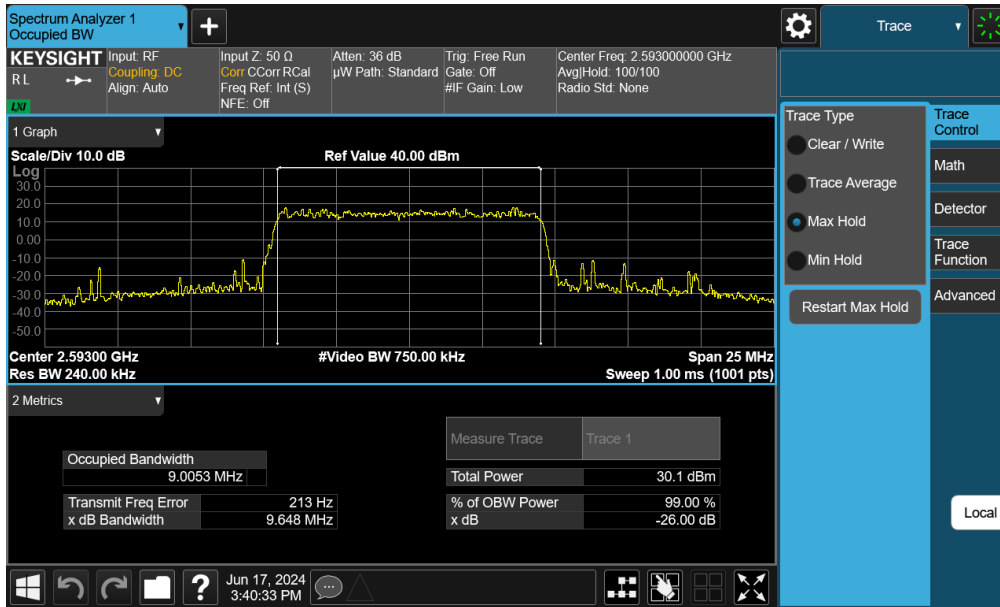 Spectrum Analyzer 1
Occupied BW
+
Trace
KEYSIGHT
R L
LXI
Input: RF
Coupling: DC
Align: Auto
Input Z: 50 Ω
Corr CCorr RCal
Freq Ref: Int (S)
NFE: Off
Atten: 36 dB
µW Path: Standard
Trig: Free Run
Gate: Off
#IF Gain: Low
Center Freq: 2.593000000 GHz
Avg|Hold: 100/100
Radio Std: None
1 Graph
Scale/Div 10.0 dB
Ref Value 40.00 dBm
Log
30.0
20.0
10.0
0.00
-10.0
-20.0
-30.0
-40.0
-50.0
Center 2.59300 GHz
#Video BW 750.00 kHz
Span 25 MHz
Res BW 240.00 kHz
Sweep 1.00 ms (1001 pts)
2 Metrics
Measure Trace
Trace 1
Occupied Bandwidth
9.0053 MHz
Total Power
30.1 dBm
Transmit Freq Error
213 Hz
% of OBW Power
99.00 %
x dB Bandwidth
9.648 MHz
x dB
-26.00 dB
Trace Type
Clear / Write
Trace Average
Max Hold
Min Hold
Restart Max Hold
Trace
Control
Math
Detector
Trace
Function
Advanced
Local
?
Jun 17, 2024
3:40:33 PM